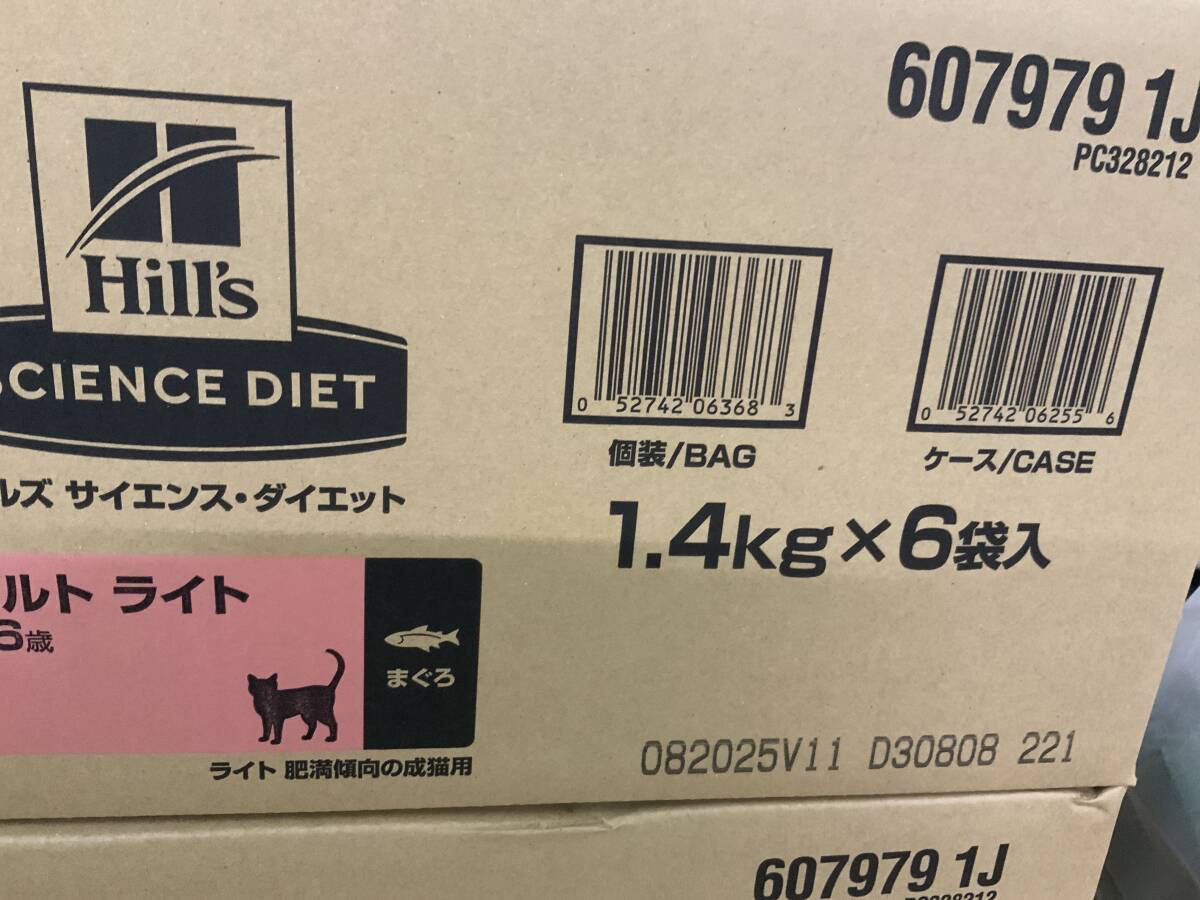 607979 1J
PC328212
Hill's
SCIENCE DIET
ルズ サイエンス・ダイエット
0 52742 06368 3
個装/BAG
0 52742 06255 6
ケース/CASE
1.4kg×6袋入
ルト ライト
6歳
まぐろ
ライト 肥満傾向の成猫用
082025V11 D30808 221
607979 1J
PC328212